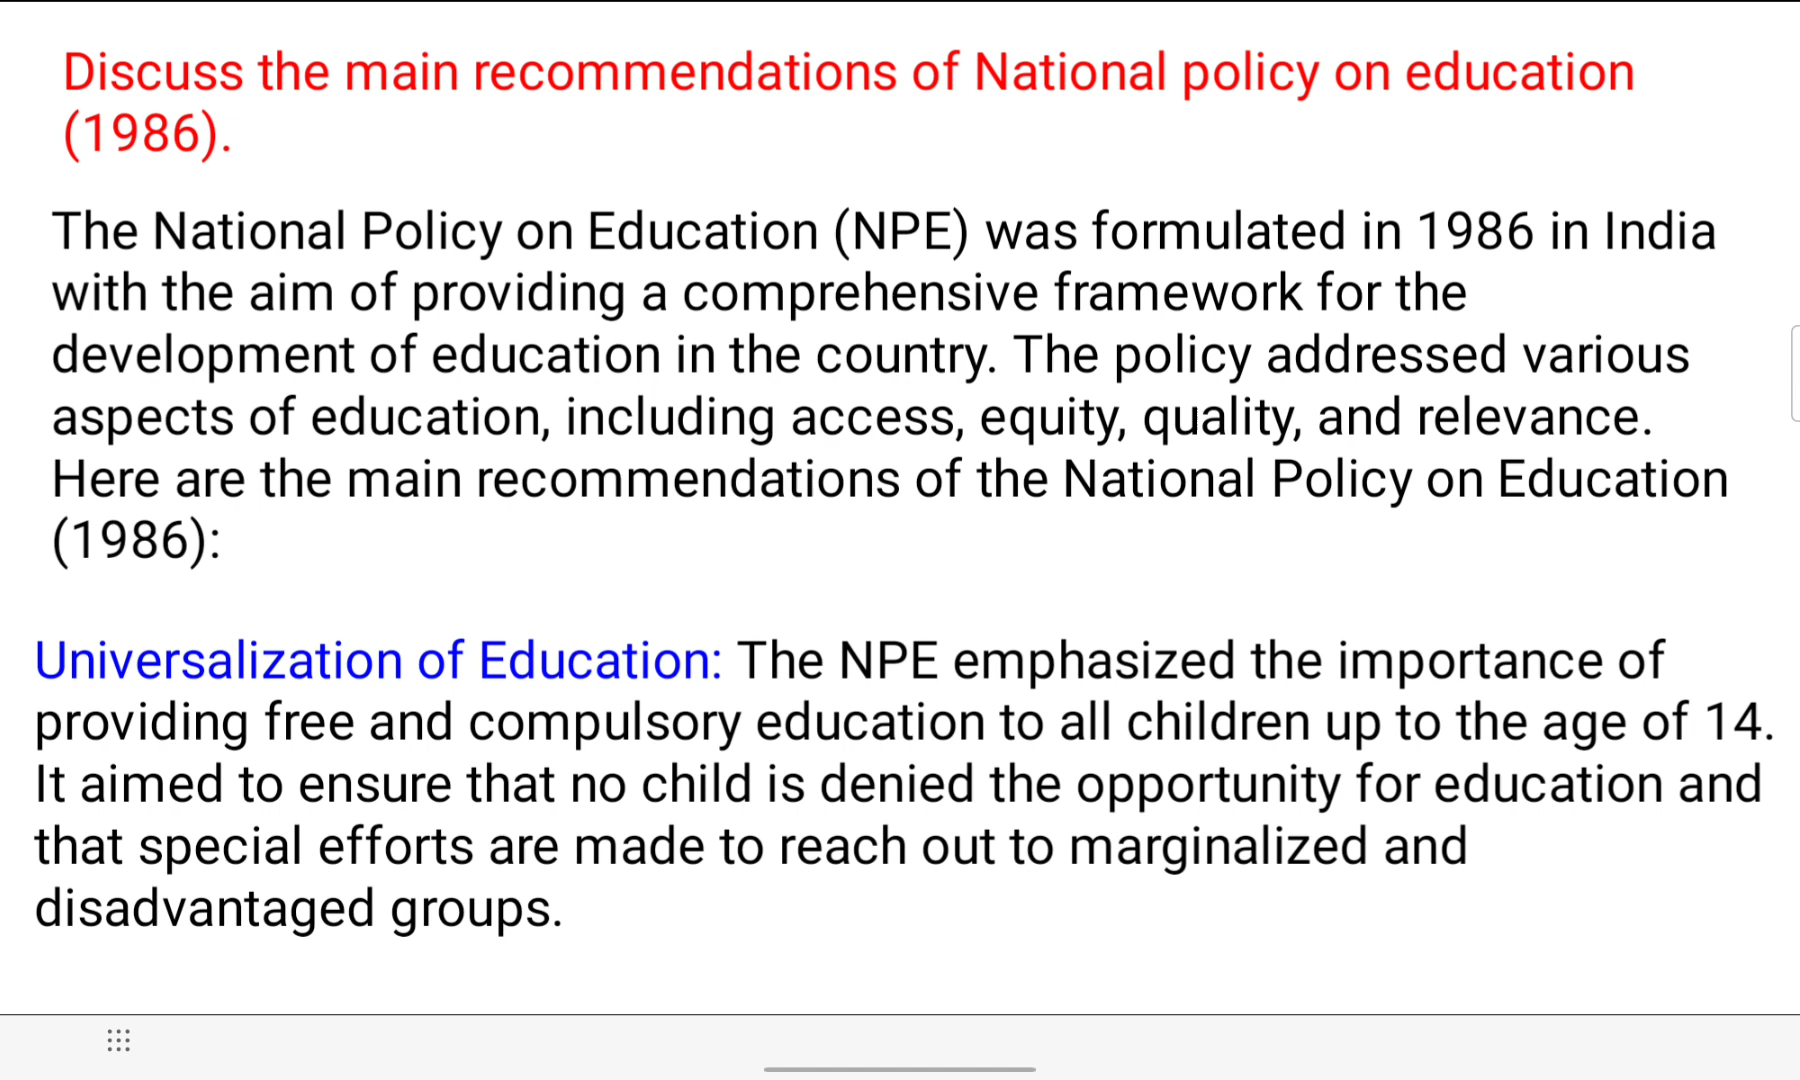 Discuss the main recommendations of National policy on education
(1986).
The National Policy on Education (NPE) was formulated in 1986 in India
with the aim of providing a comprehensive framework for the
development of education in the country. The policy addressed various
aspects of education, including access, equity, quality, and relevance.
Here are the main recommendations of the National Policy on Education
(1986):
Universalization of Education: The NPE emphasized the importance of
providing free and compulsory education to all children up to the age of 14.
It aimed to ensure that no child is denied the opportunity for education and
that special efforts are made to reach out to marginalized and
disadvantaged groups.